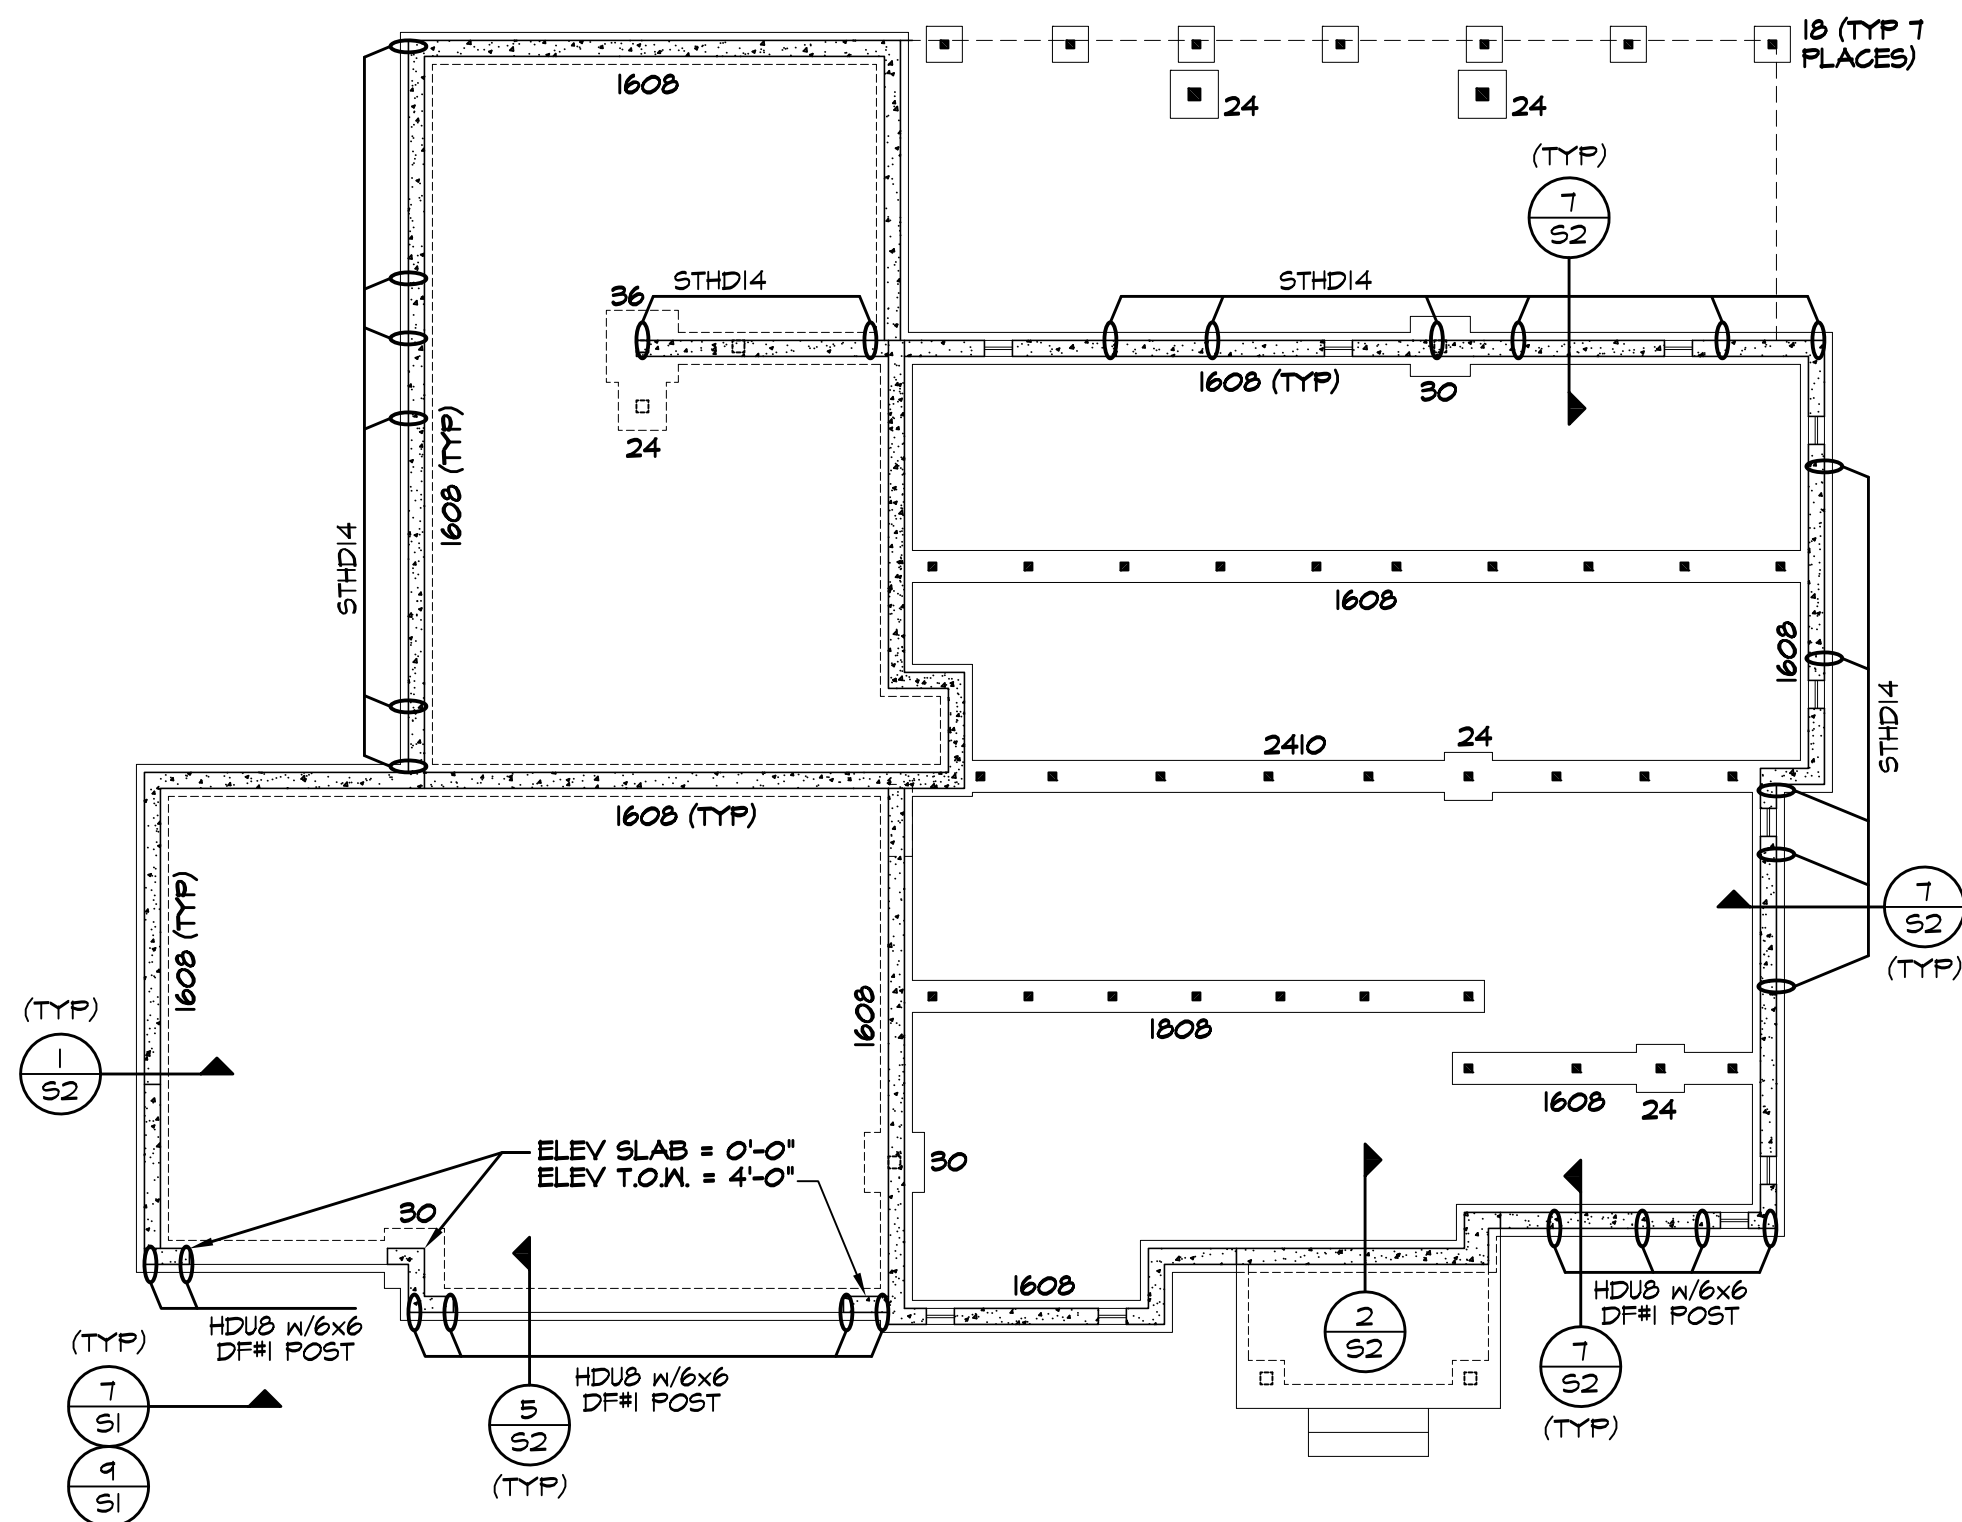 18 (TYP 7
PLACES)
1608
24
24
(TYP)
7
S2
STHD14
STHD14
36
1608 (TYP)
30
24
1608 (TYP)
STHD14
1608
1608
STHD14
2410
24
1608 (TYP)
1608 (TYP)
7
S2
(TYP)
1608
1808
(TYP)
1
S2
1608
24
ELEV SLAB = 0'-0"
ELEV T.O.W. = 4'-0"
30
30
1608
HDU8 w/6x6
DF#1 POST
HDU8 w/6x6
DF#1 POST
2
S2
7
S2
(TYP)
(TYP)
7
S1
9
S1
HDU8 w/6x6
DF#1 POST
5
S2
(TYP)